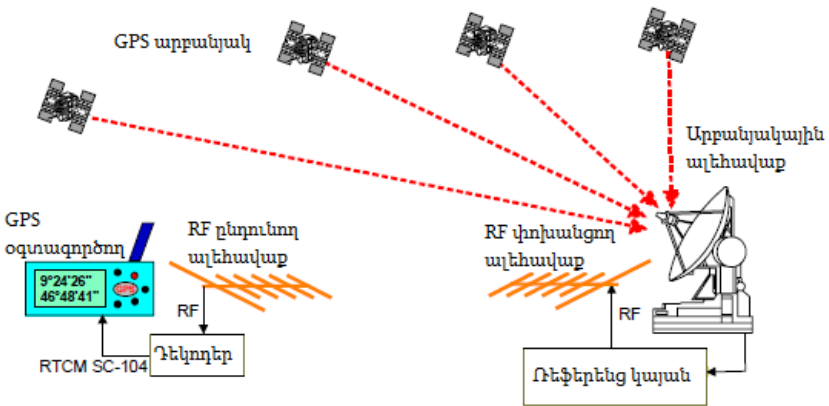 GPS արբանյակ
Արբանյակային
ալեհավաք
GPS
օգտագործող
RF ընդունող
ալեհավաք
RF փոխանցող
ալեհավաք
9°24'26"
46°48'41"
GPS
RF
RF
RTCM SC-104
Դեկոդեր
Ռեֆերենց կայան